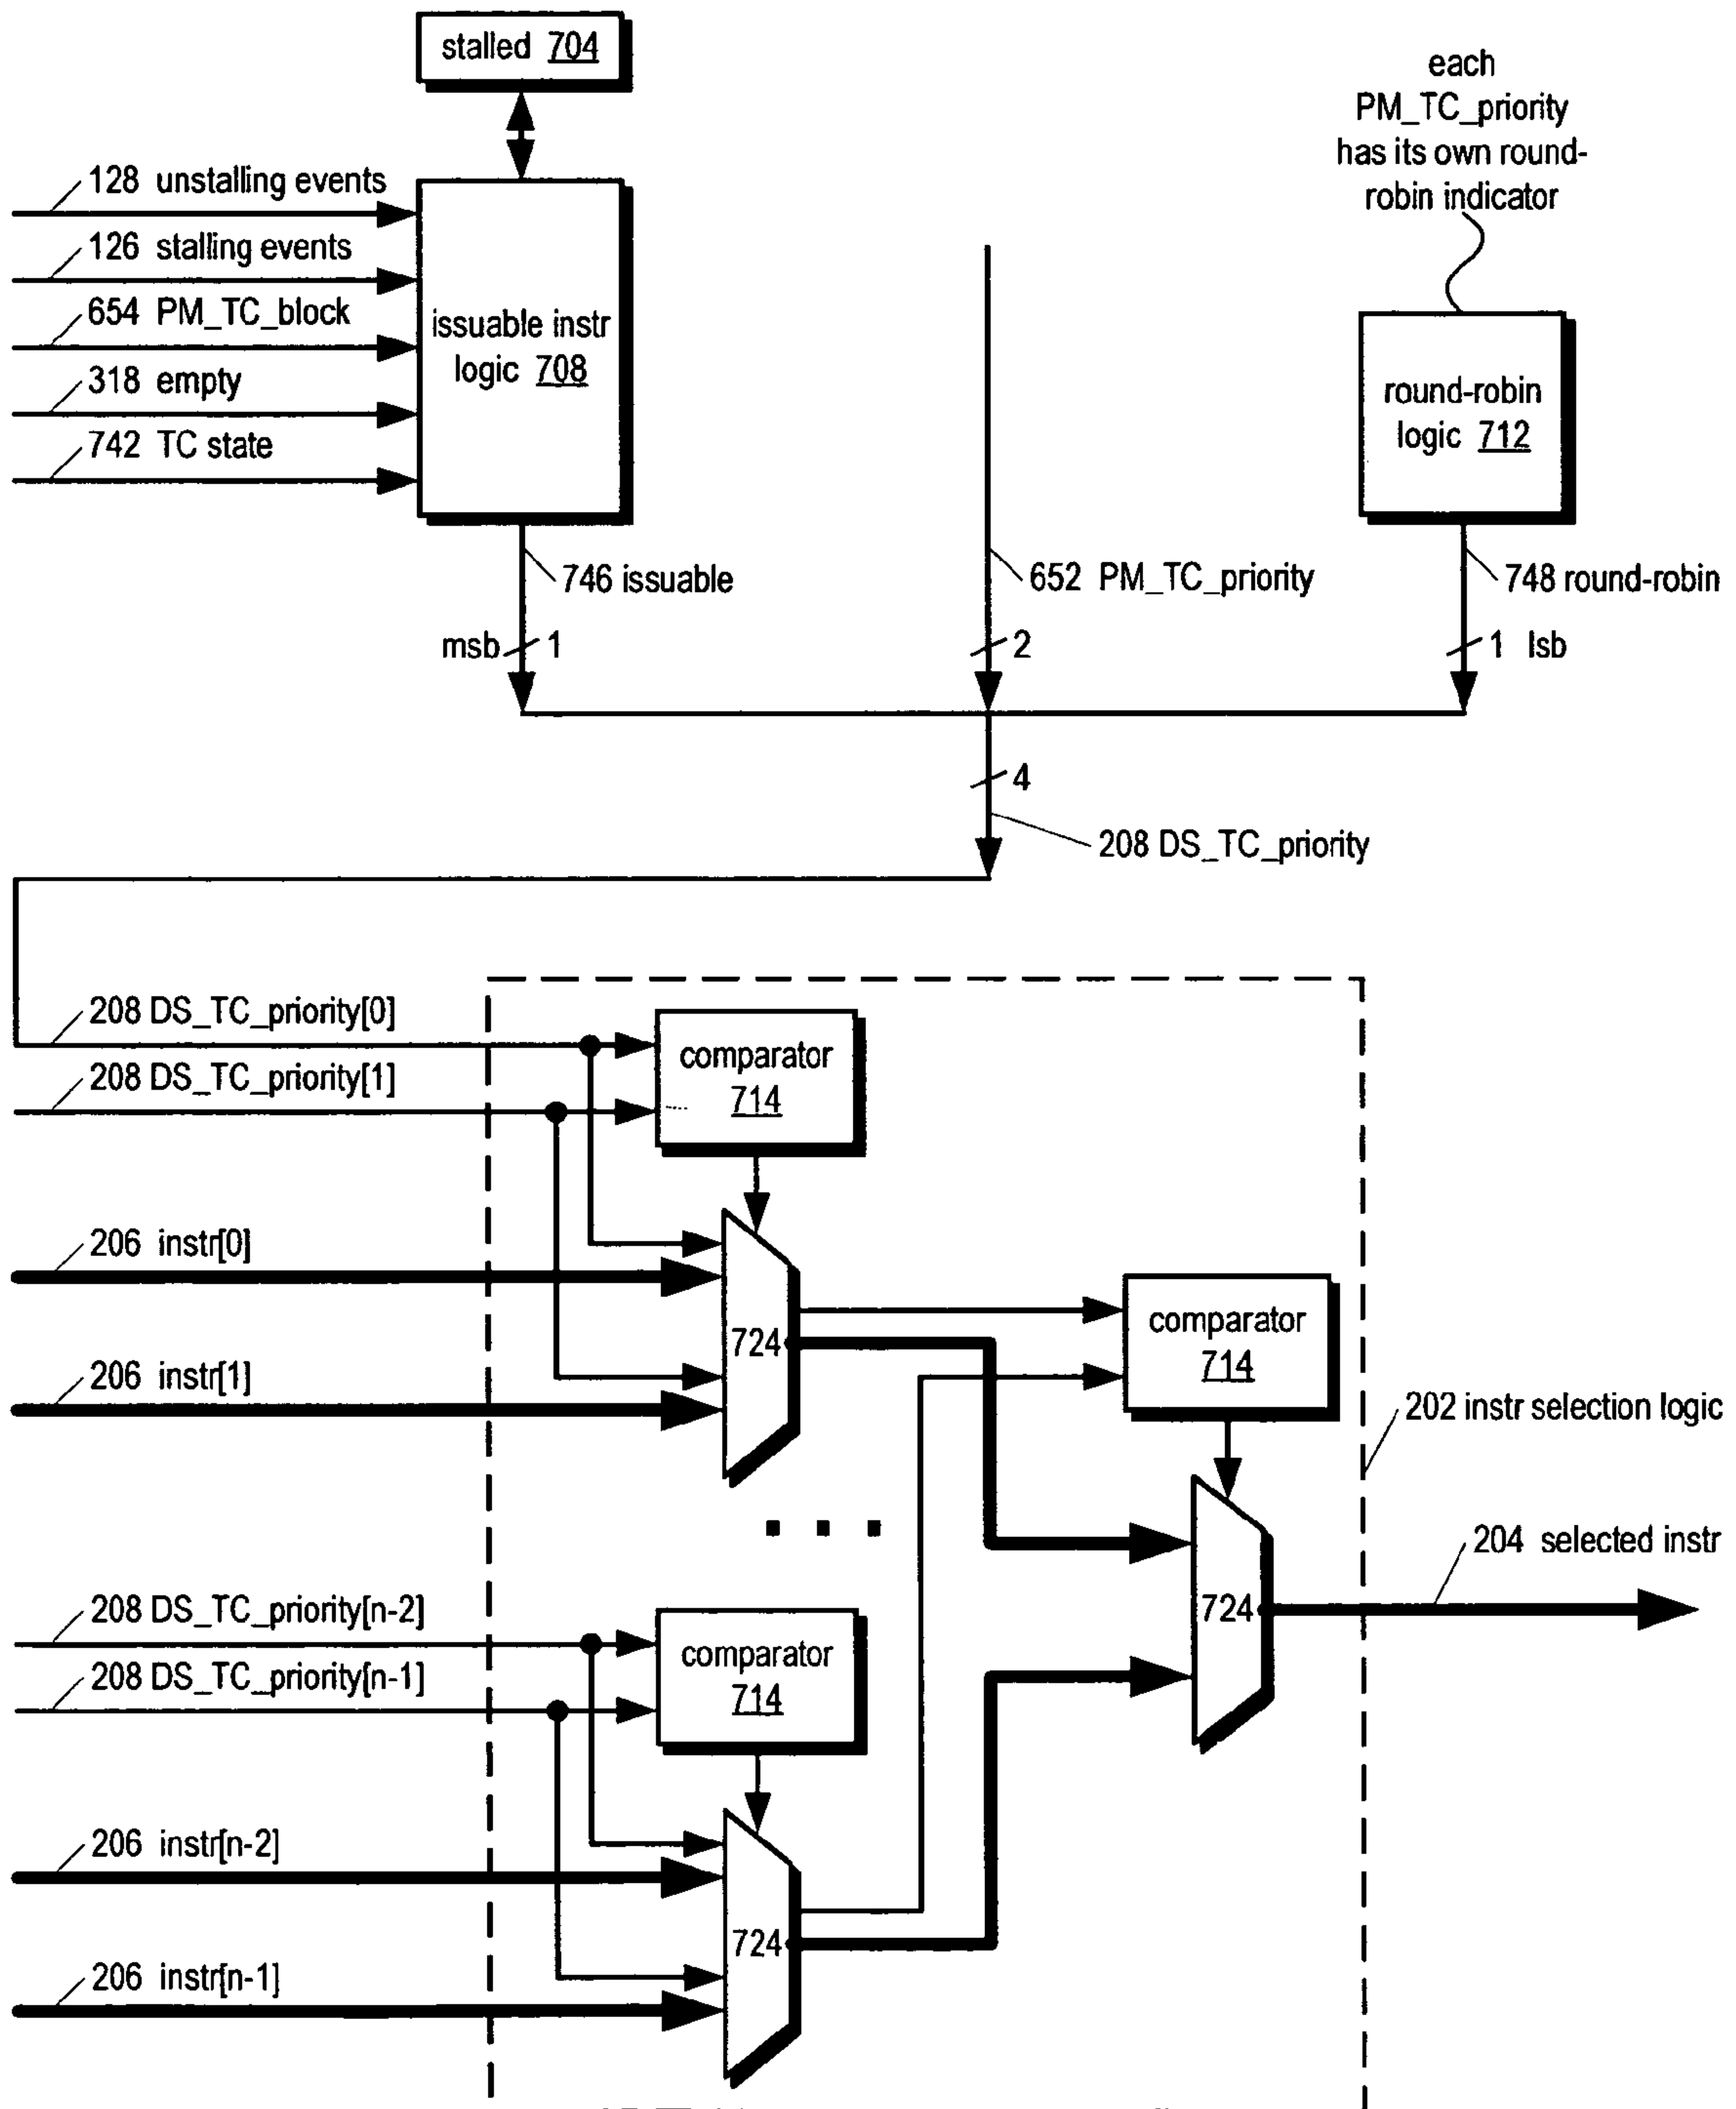 stalled 704
each
PM_TC_priority
has its own round-
robin indicator
128 unstalling events
126 stalling events
654 PM_TC_block
318 empty
742 TC state
issuable instr
logic 708
round-robin
logic 712
746 issuable
652 PM_TC_priority
748 round-robin
msb 1
2
1 lsb
4
208 DS_TC_priority
208 DS_TC_priority[0]
208 DS_TC_priority[1]
comparator
714
206 instr[0]
206 instr[1]
724
comparator
714
202 instr selection logic
204 selected instr
724
208 DS_TC_priority[n-2]
208 DS_TC_priority[n-1]
comparator
714
206 instr[n-2]
206 instr[n-1]
724